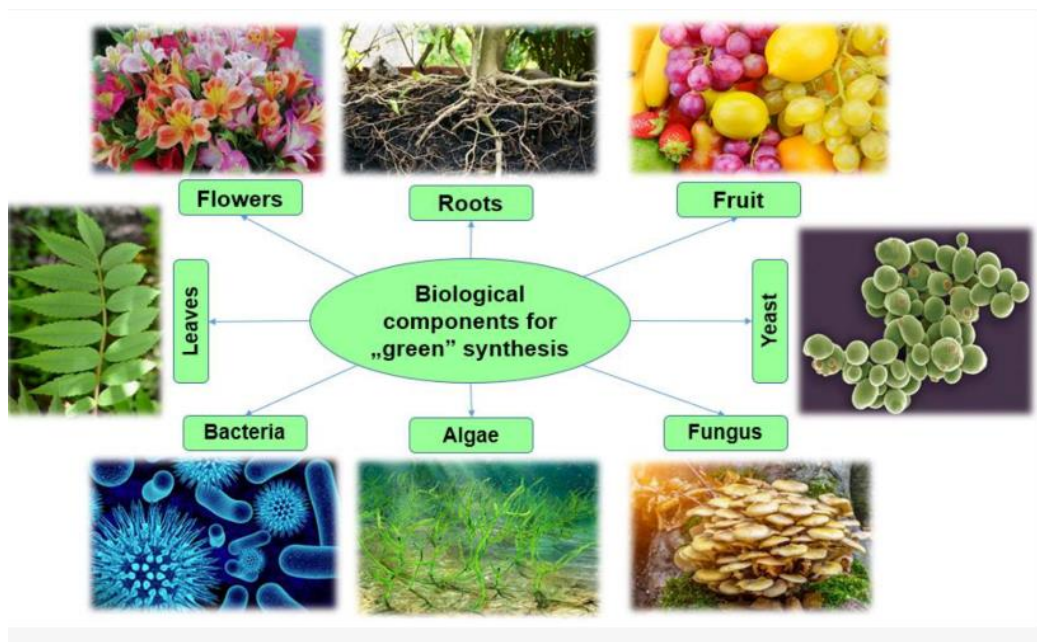 Flowers
Roots
Fruit
Leaves
Biological
components for
„green” synthesis
Yeast
Bacteria
Algae
Fungus